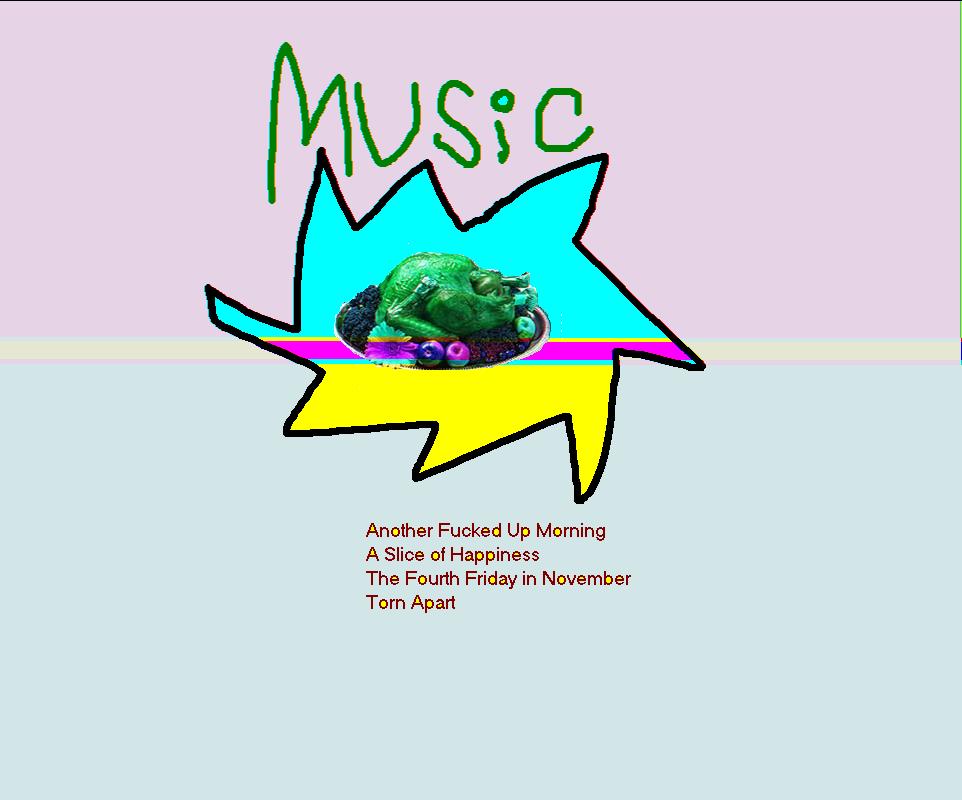 MUSiC
Another Fucked Up Morning
A Slice of Happiness
The Fourth Friday in November
Torn Apart